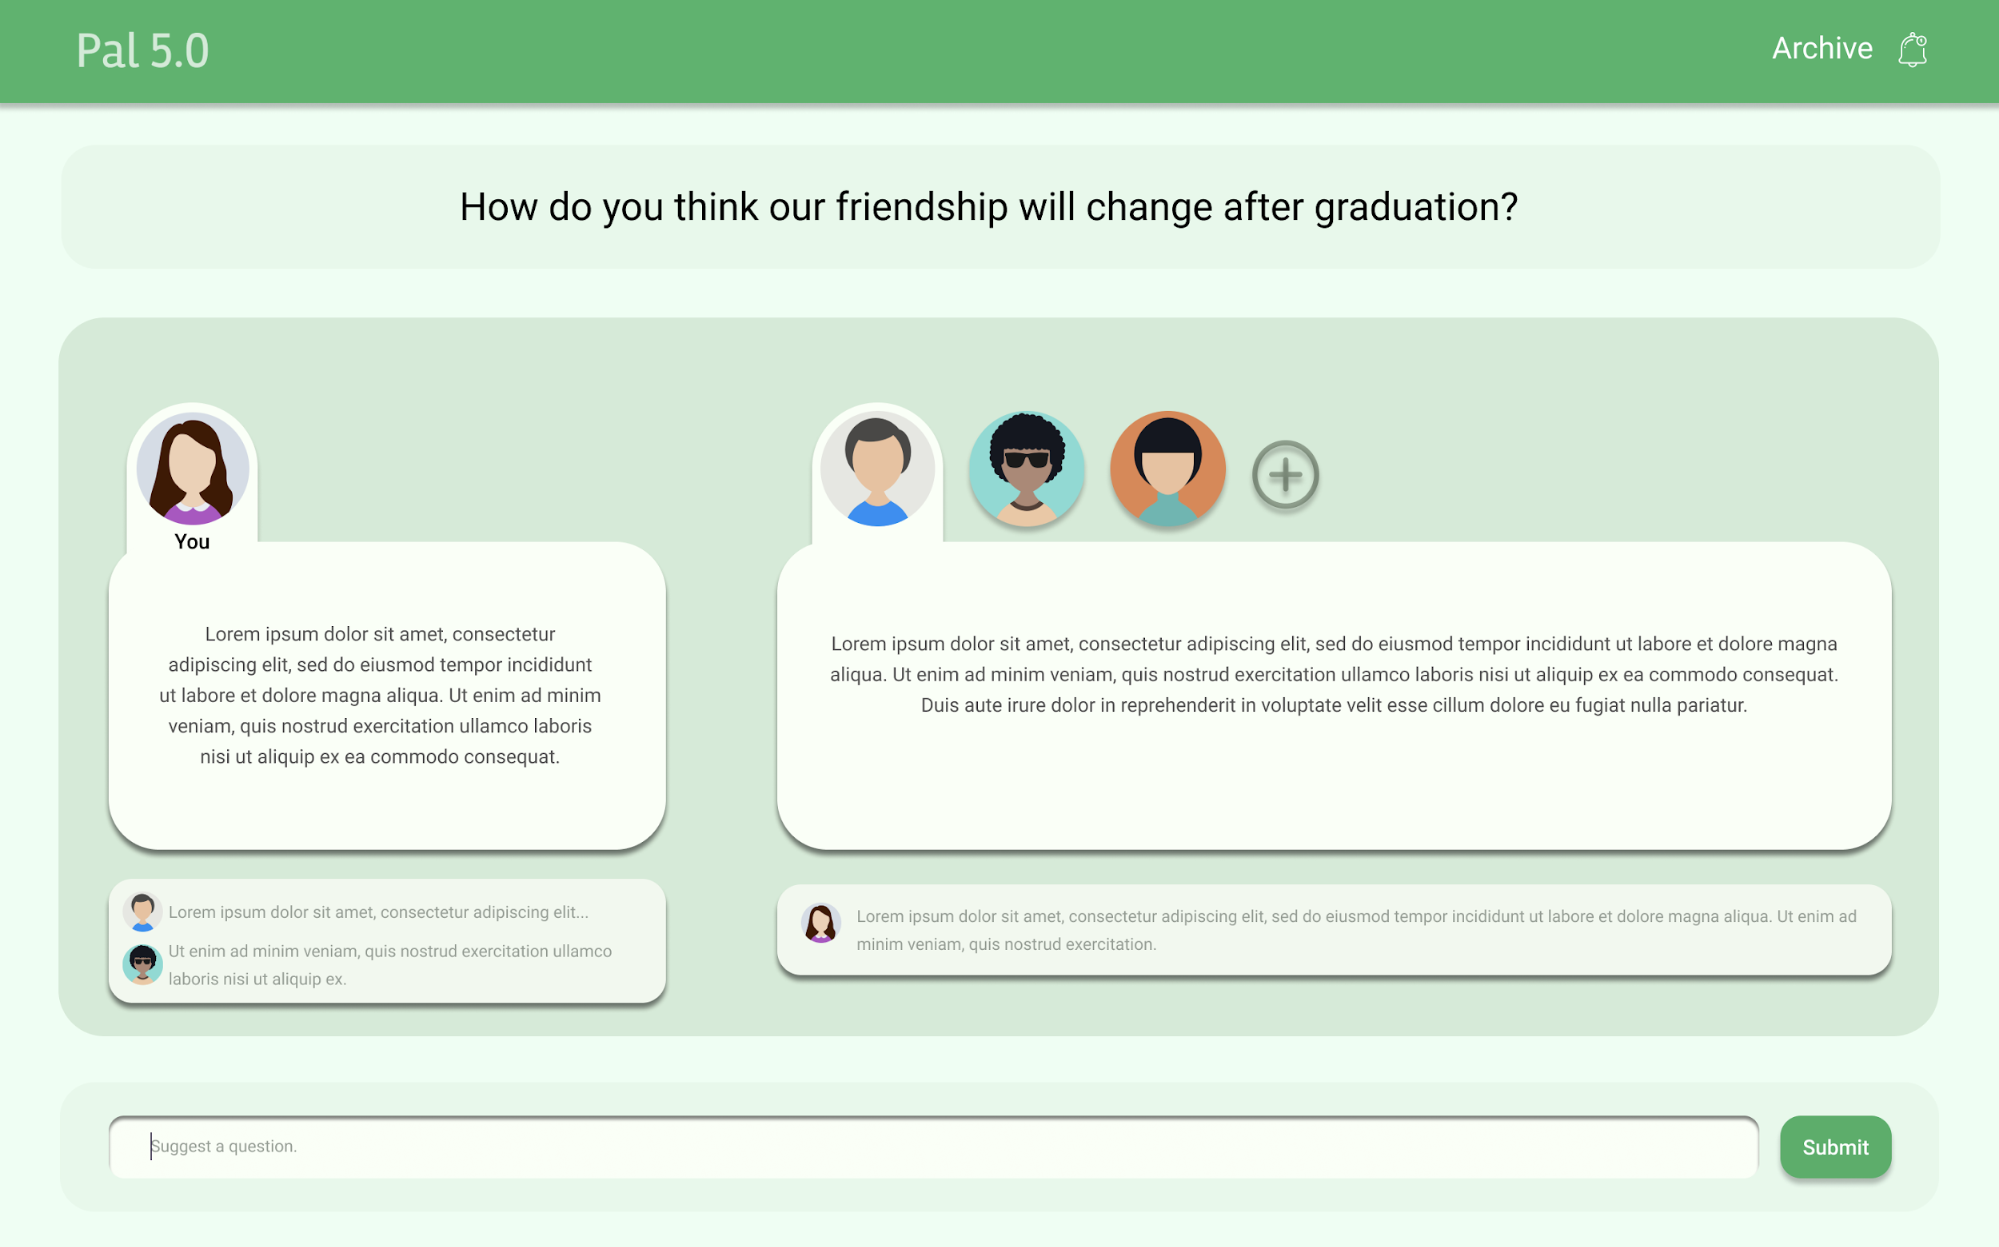 Pal 5.0
Archive
How do you think our friendship will change after graduation?
You
Lorem ipsum dolor sit amet, consectetur
adipiscing elit, sed do eiusmod tempor incididunt
ut labore et dolore magna aliqua. Ut enim ad minim
veniam, quis nostrud exercitation ullamco laboris
nisi ut aliquip ex ea commodo consequat.
Lorem ipsum dolor sit amet, consectetur adipiscing elit...
Ut enim ad minim veniam, quis nostrud exercitation ullamco
laboris nisi ut aliquip ex.
Lorem ipsum dolor sit amet, consectetur adipiscing elit, sed do eiusmod tempor incididunt ut labore et dolore magna
aliqua. Ut enim ad minim veniam, quis nostrud exercitation ullamco laboris nisi ut aliquip ex ea commodo consequat.
Duis aute irure dolor in reprehenderit in voluptate velit esse cillum dolore eu fugiat nulla pariatur.
Lorem ipsum dolor sit amet, consectetur adipiscing elit, sed do eiusmod tempor incididunt ut labore et dolore magna aliqua. Ut enim ad
minim veniam, quis nostrud exercitation.
Suggest a question.
Submit